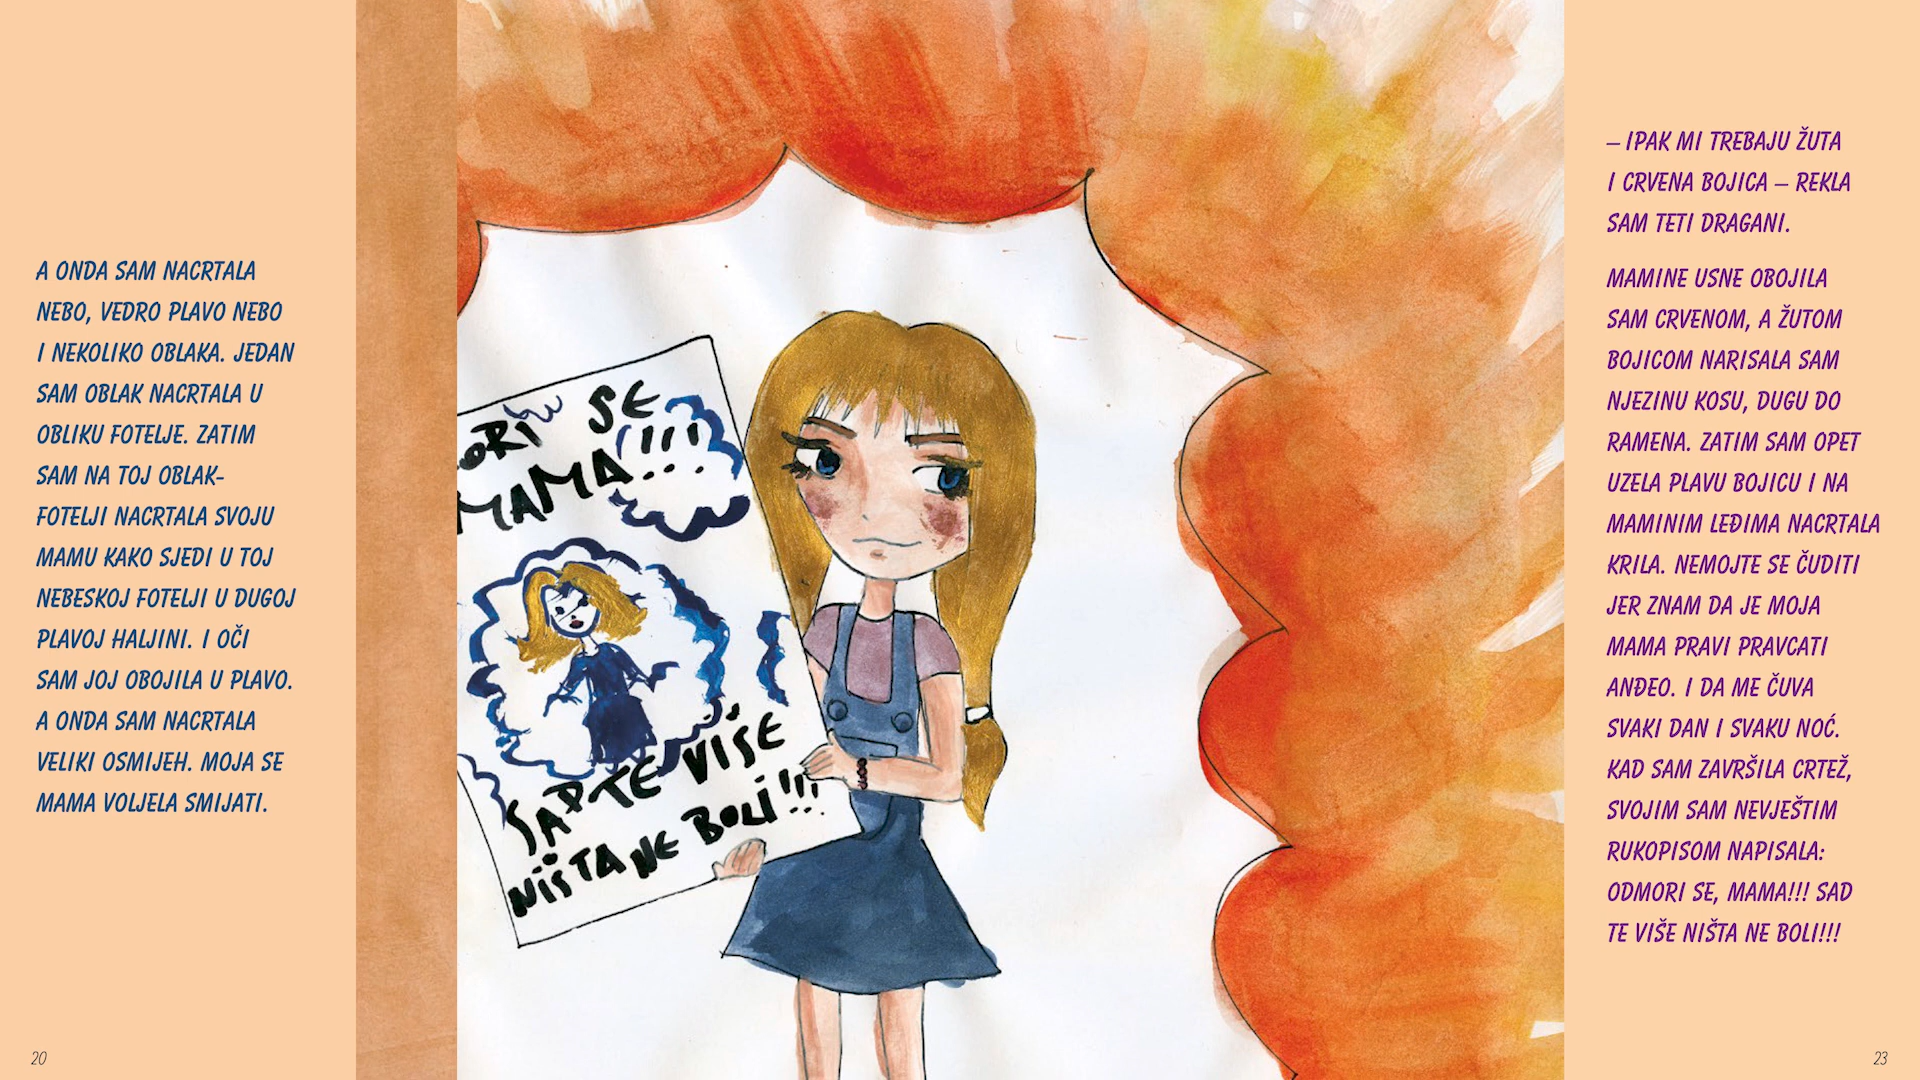 A ONDA SAM NACRTALA
NEBO, VEDRO PLAVO NEBO
I NEKOLIKO OBLAKA. JEDAN
SAM OBLAK NACRTALA U
OBLIKU FOTELJE. ZATIM
SAM NA TOJ OBLAK-
FOTELJI NACRTALA SVOJU
MAMU KAKO SJEDI U TOJ
NEBESKOJ FOTELJI U DUGOJ
PLAVOJ HALJINI. I OČI
SAM JOJ OBOJILA U PLAVO.
A ONDA SAM NACRTALA
VELIKI OSMIJEH. MOJA SE
MAMA VOLJELA SMIJATI.
20
ORI SE
MAMA!!!
SAD TE VIŠE
NIŠTA NE BOLI!!!
– IPAK MI TREBAJU ŽUTA
I CRVENA BOJICA – REKLA
SAM TETI DRAGANI.
MAMINE USNE OBOJILA
SAM CRVENOM, A ŽUTOM
BOJICOM NARISALA SAM
NJEZINU KOSU, DUGU DO
RAMENA. ZATIM SAM OPET
UZELA PLAVU BOJICU I NA
MAMINIM LEĐIMA NACRTALA
KRILA. NEMOJTE SE ČUDITI
JER ZNAM DA JE MOJA
MAMA PRAVI PRAVCATI
ANĐEO. I DA ME ČUVA
SVAKI DAN I SVAKU NOĆ.
KAD SAM ZAVRŠILA CRTEŽ,
SVOJIM SAM NEVJEŠTIM
RUKOPISOM NAPISALA:
ODMORI SE, MAMA!!! SAD
TE VIŠE NIŠTA NE BOLI!!!
23